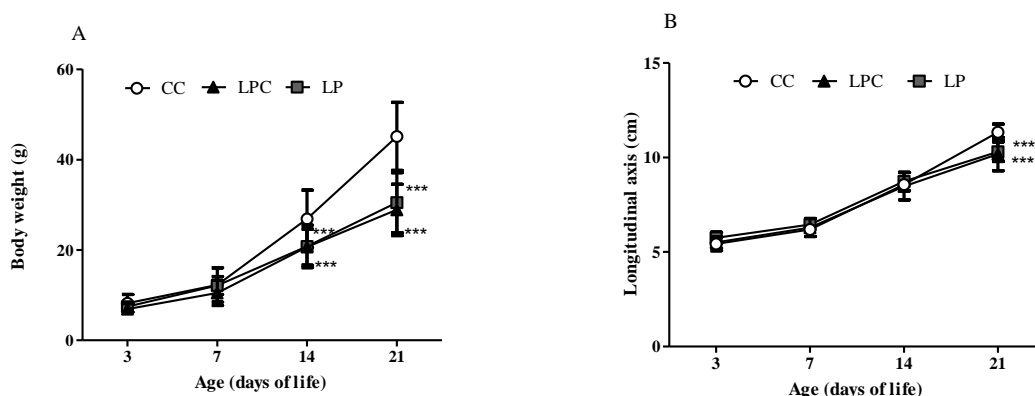 A
60
CC LPC LP
40
***
20
***
***
***
0
3 7 14 21
Body weight (g)
Age (days of life)
B
15
CC LPC LP
10
***
***
5
0
3 7 14 21
Longitudinal axis (cm)
Age (days of life)